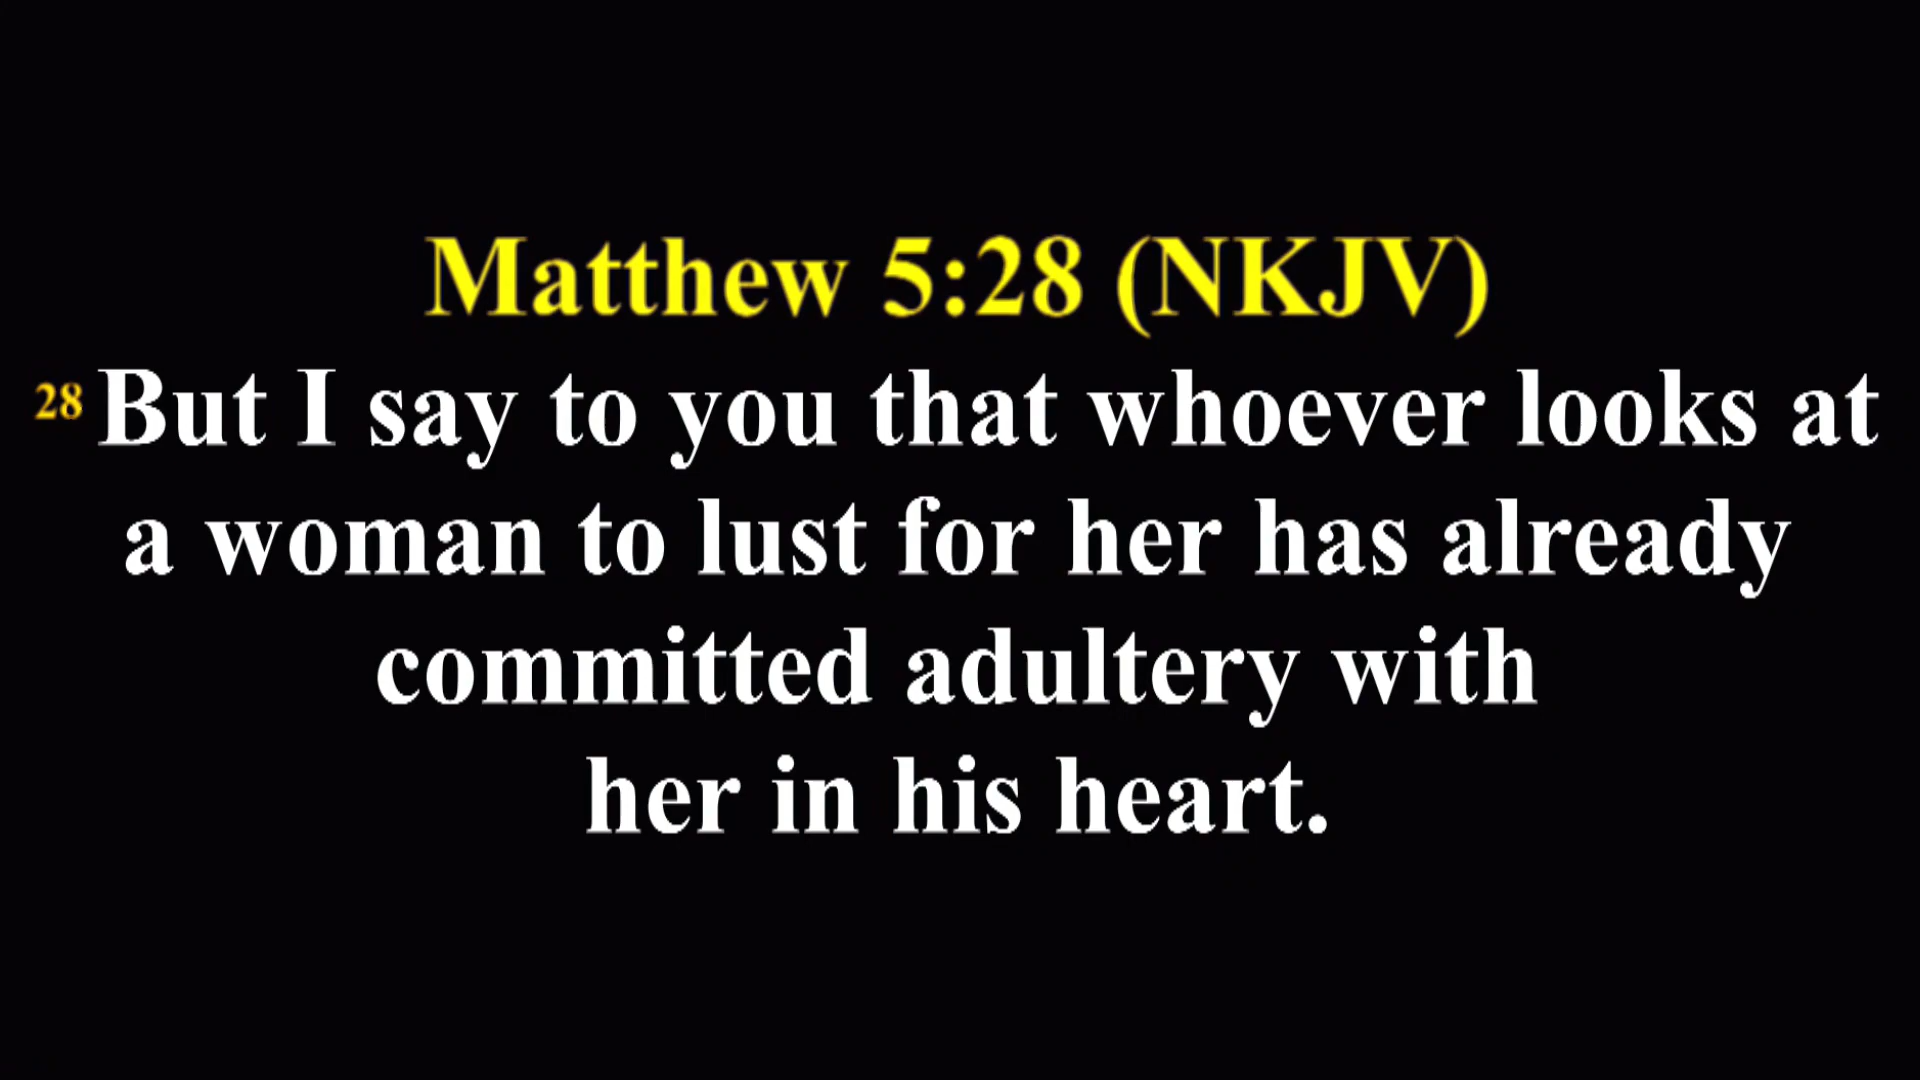 Matthew 5:28 (NKJV)
28 But I say to you that whoever looks at
a woman to lust for her has already
committed adultery with
her in his heart.